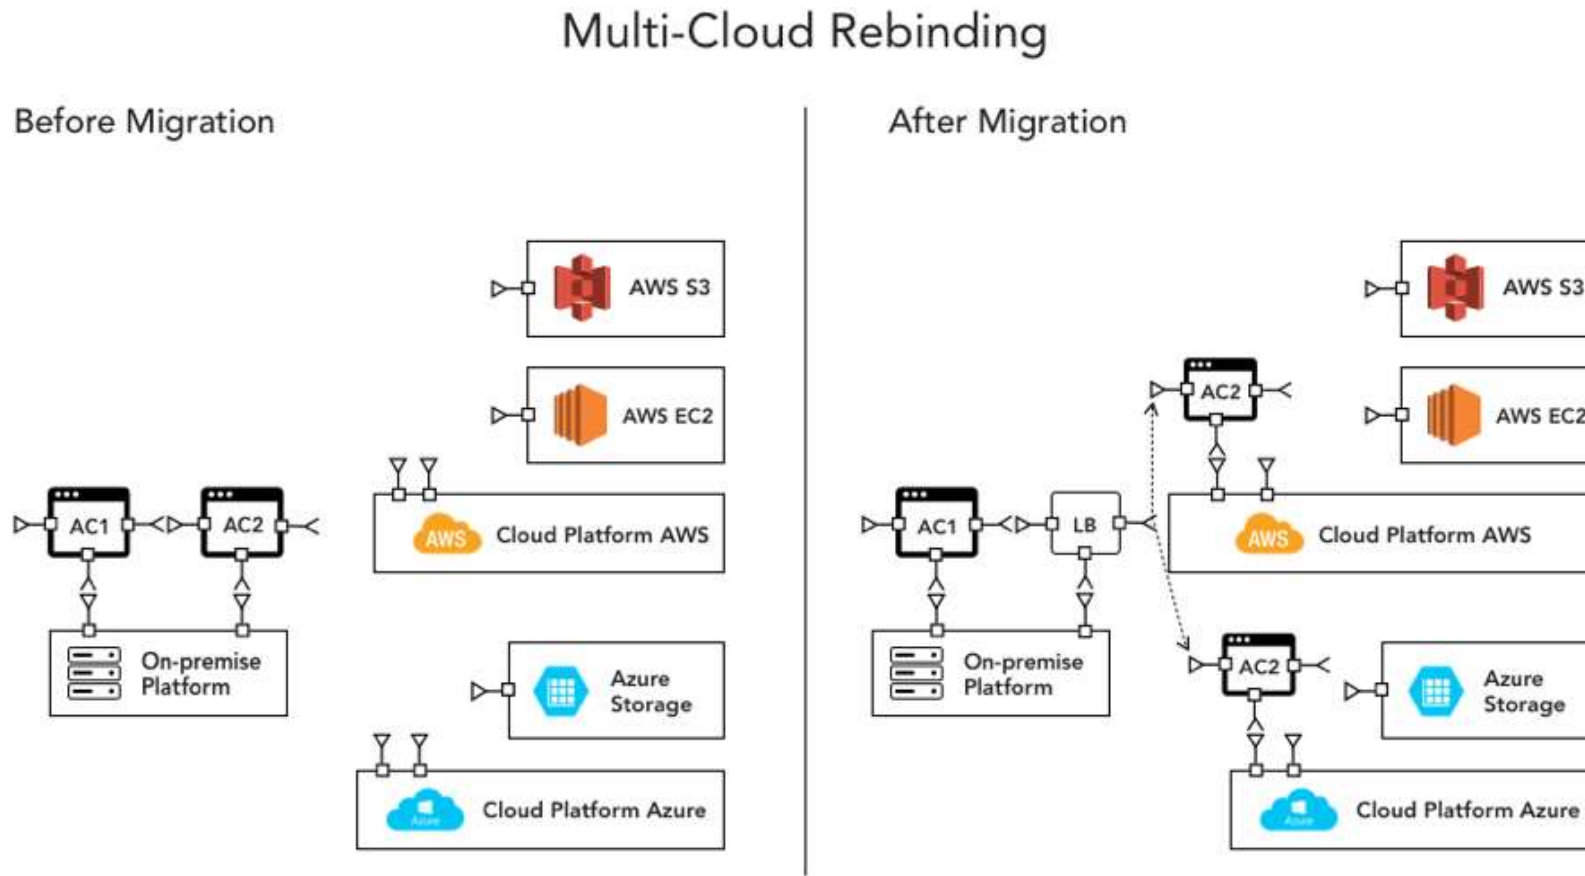 Multi-Cloud Rebinding
Before Migration
AWS S3
AWS EC2
AC1
AC2
AWS
Cloud Platform AWS
On-premise
Platform
Azure
Storage
Azure
Cloud Platform Azure
After Migration
AWS S3
AC2
AWS EC2
AC1
LB
AWS
Cloud Platform AWS
On-premise
Platform
AC2
Azure
Storage
Azure
Cloud Platform Azure